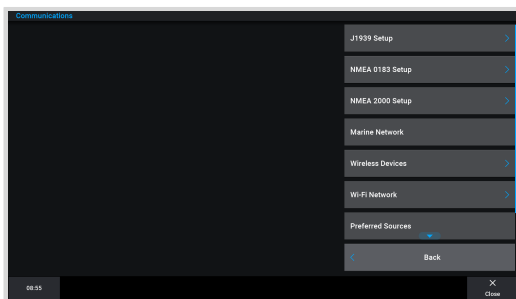 Communications
J1939 Setup
NMEA 0183 Setup
NMEA 2000 Setup
Marine Network
Wireless Devices
Wi-Fi Network
Preferred Sources
Back
08:55
Close